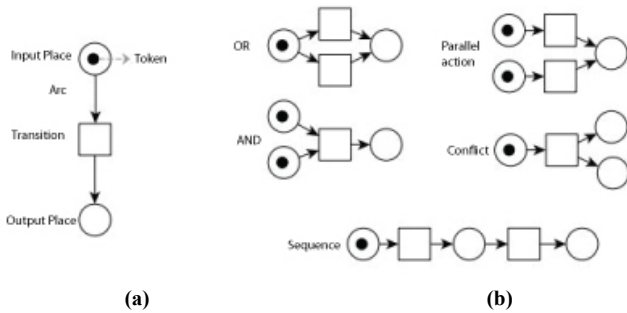 Input Place
Token
Arc
Transition
Output Place
(a)
OR
Parallel
action
AND
Conflict
Sequence
(b)